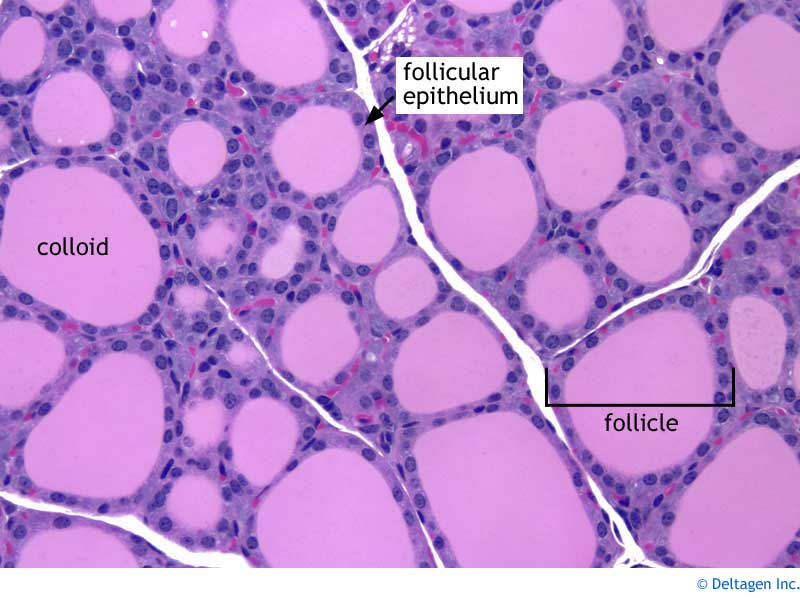 follicular
epithelium
colloid
follicle
© Deltagen Inc.